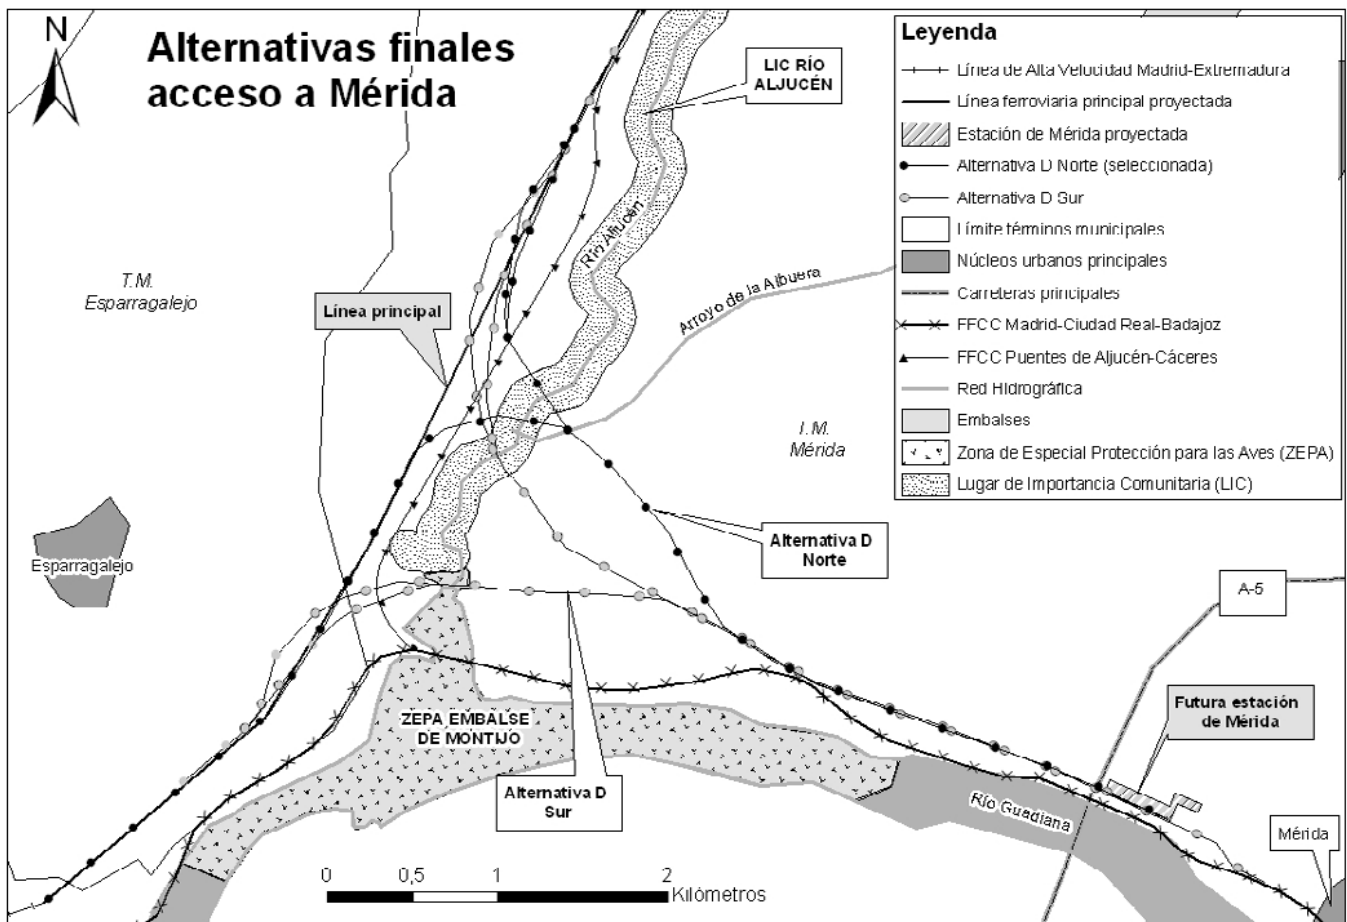 N
Alternativas finales
acceso a Mérida
LIC RÍO
ALJUCÉN
Leyenda
Línea de Alta Velocidad Madrid-Extremadura
Línea ferroviaria principal proyectada
Estación de Mérida proyectada
Alternativa D Norte (seleccionada)
Alternativa D Sur
Límite términos municipales
Núcleos urbanos principales
Carreteras principales
FFCC Madrid-Ciudad Real-Badajoz
FFCC Puentes de Aljucén-Cáceres
Red Hidrográfica
Embalses
Zona de Especial Protección para las Aves (ZEPA)
Lugar de Importancia Comunitaria (LIC)
Río Aljucén
Arroyo de la Albuera
T.M.
Esparragalejo
Línea principal
T.M.
Mérida
Esparragalejo
Alternativa D
Norte
A-5
Futura estación
de Mérida
ZEPA EMBALSE
DE MONTIJO
Alternativa D
Sur
Río Guadiana
Mérida
0 0,5 1 2
Kilómetros